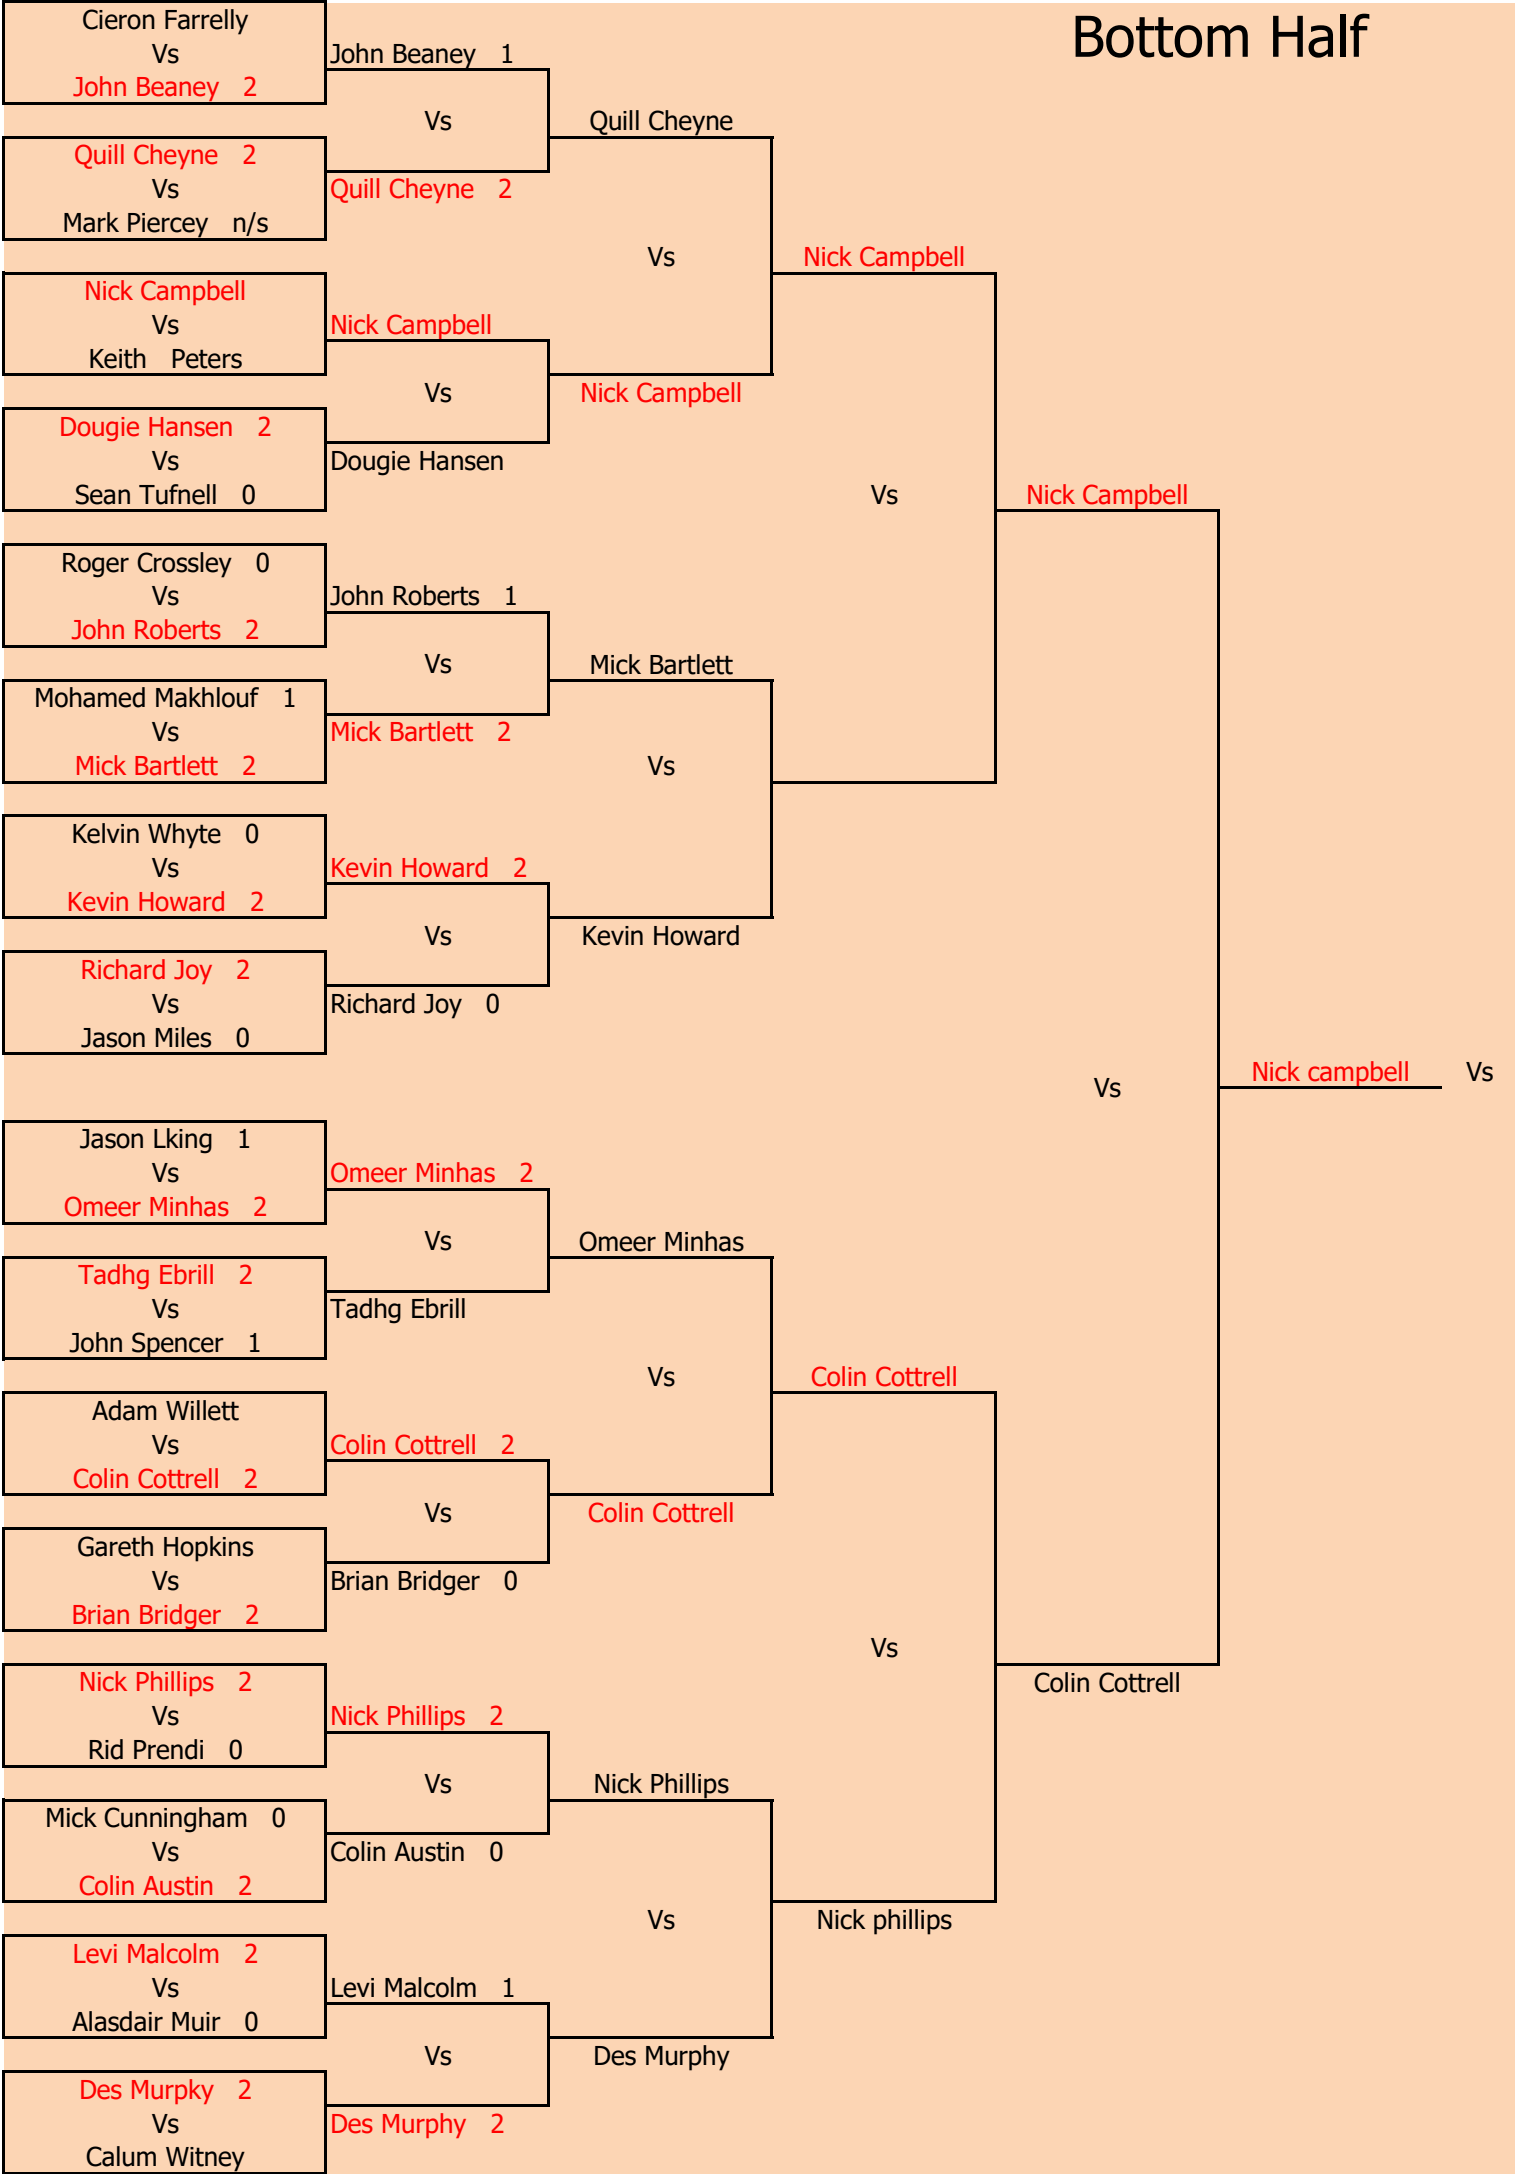 Bottom Half
Cieron Farrelly
Vs
John Beaney 2
John Beaney 1
Vs
Quill Cheyne 2
Quill Cheyne 2
Vs
Mark Piercey n/s
Quill Cheyne
Vs
Nick Campbell
Nick Campbell
Vs
Keith Peters
Nick Campbell
Vs
Dougie Hansen
Dougie Hansen 2
Vs
Sean Tufnell 0
Nick Campbell
Vs
Nick Campbell
Roger Crossley 0
Vs
John Roberts 2
John Roberts 1
Vs
Mick Bartlett 2
Mohamed Makhlouf 1
Vs
Mick Bartlett 2
Mick Bartlett
Vs
Kevin Howard
Kelvin Whyte 0
Vs
Kevin Howard 2
Kevin Howard 2
Vs
Richard Joy 0
Richard Joy 2
Vs
Jason Miles 0
Nick Campbell
Vs
Colin Cottrell
Nick campbell Vs
Jason Lking 1
Vs
Omeer Minhas 2
Omeer Minhas 2
Vs
Tadhg Ebrill
Tadhg Ebrill 2
Vs
John Spencer 1
Omeer Minhas
Vs
Colin Cottrell
Adam Willett
Vs
Colin Cottrell 2
Colin Cottrell 2
Vs
Brian Bridger 0
Gareth Hopkins
Vs
Brian Bridger 2
Colin Cottrell
Vs
Nick phillips
Nick Phillips 2
Vs
Rid Prendi 0
Nick Phillips 2
Vs
Colin Austin 0
Mick Cunningham 0
Vs
Colin Austin 2
Nick Phillips
Vs
Des Murphy
Levi Malcolm 2
Vs
Alasdair Muir 0
Levi Malcolm 1
Vs
Des Murphy 2
Des Murpky 2
Vs
Calum Witney